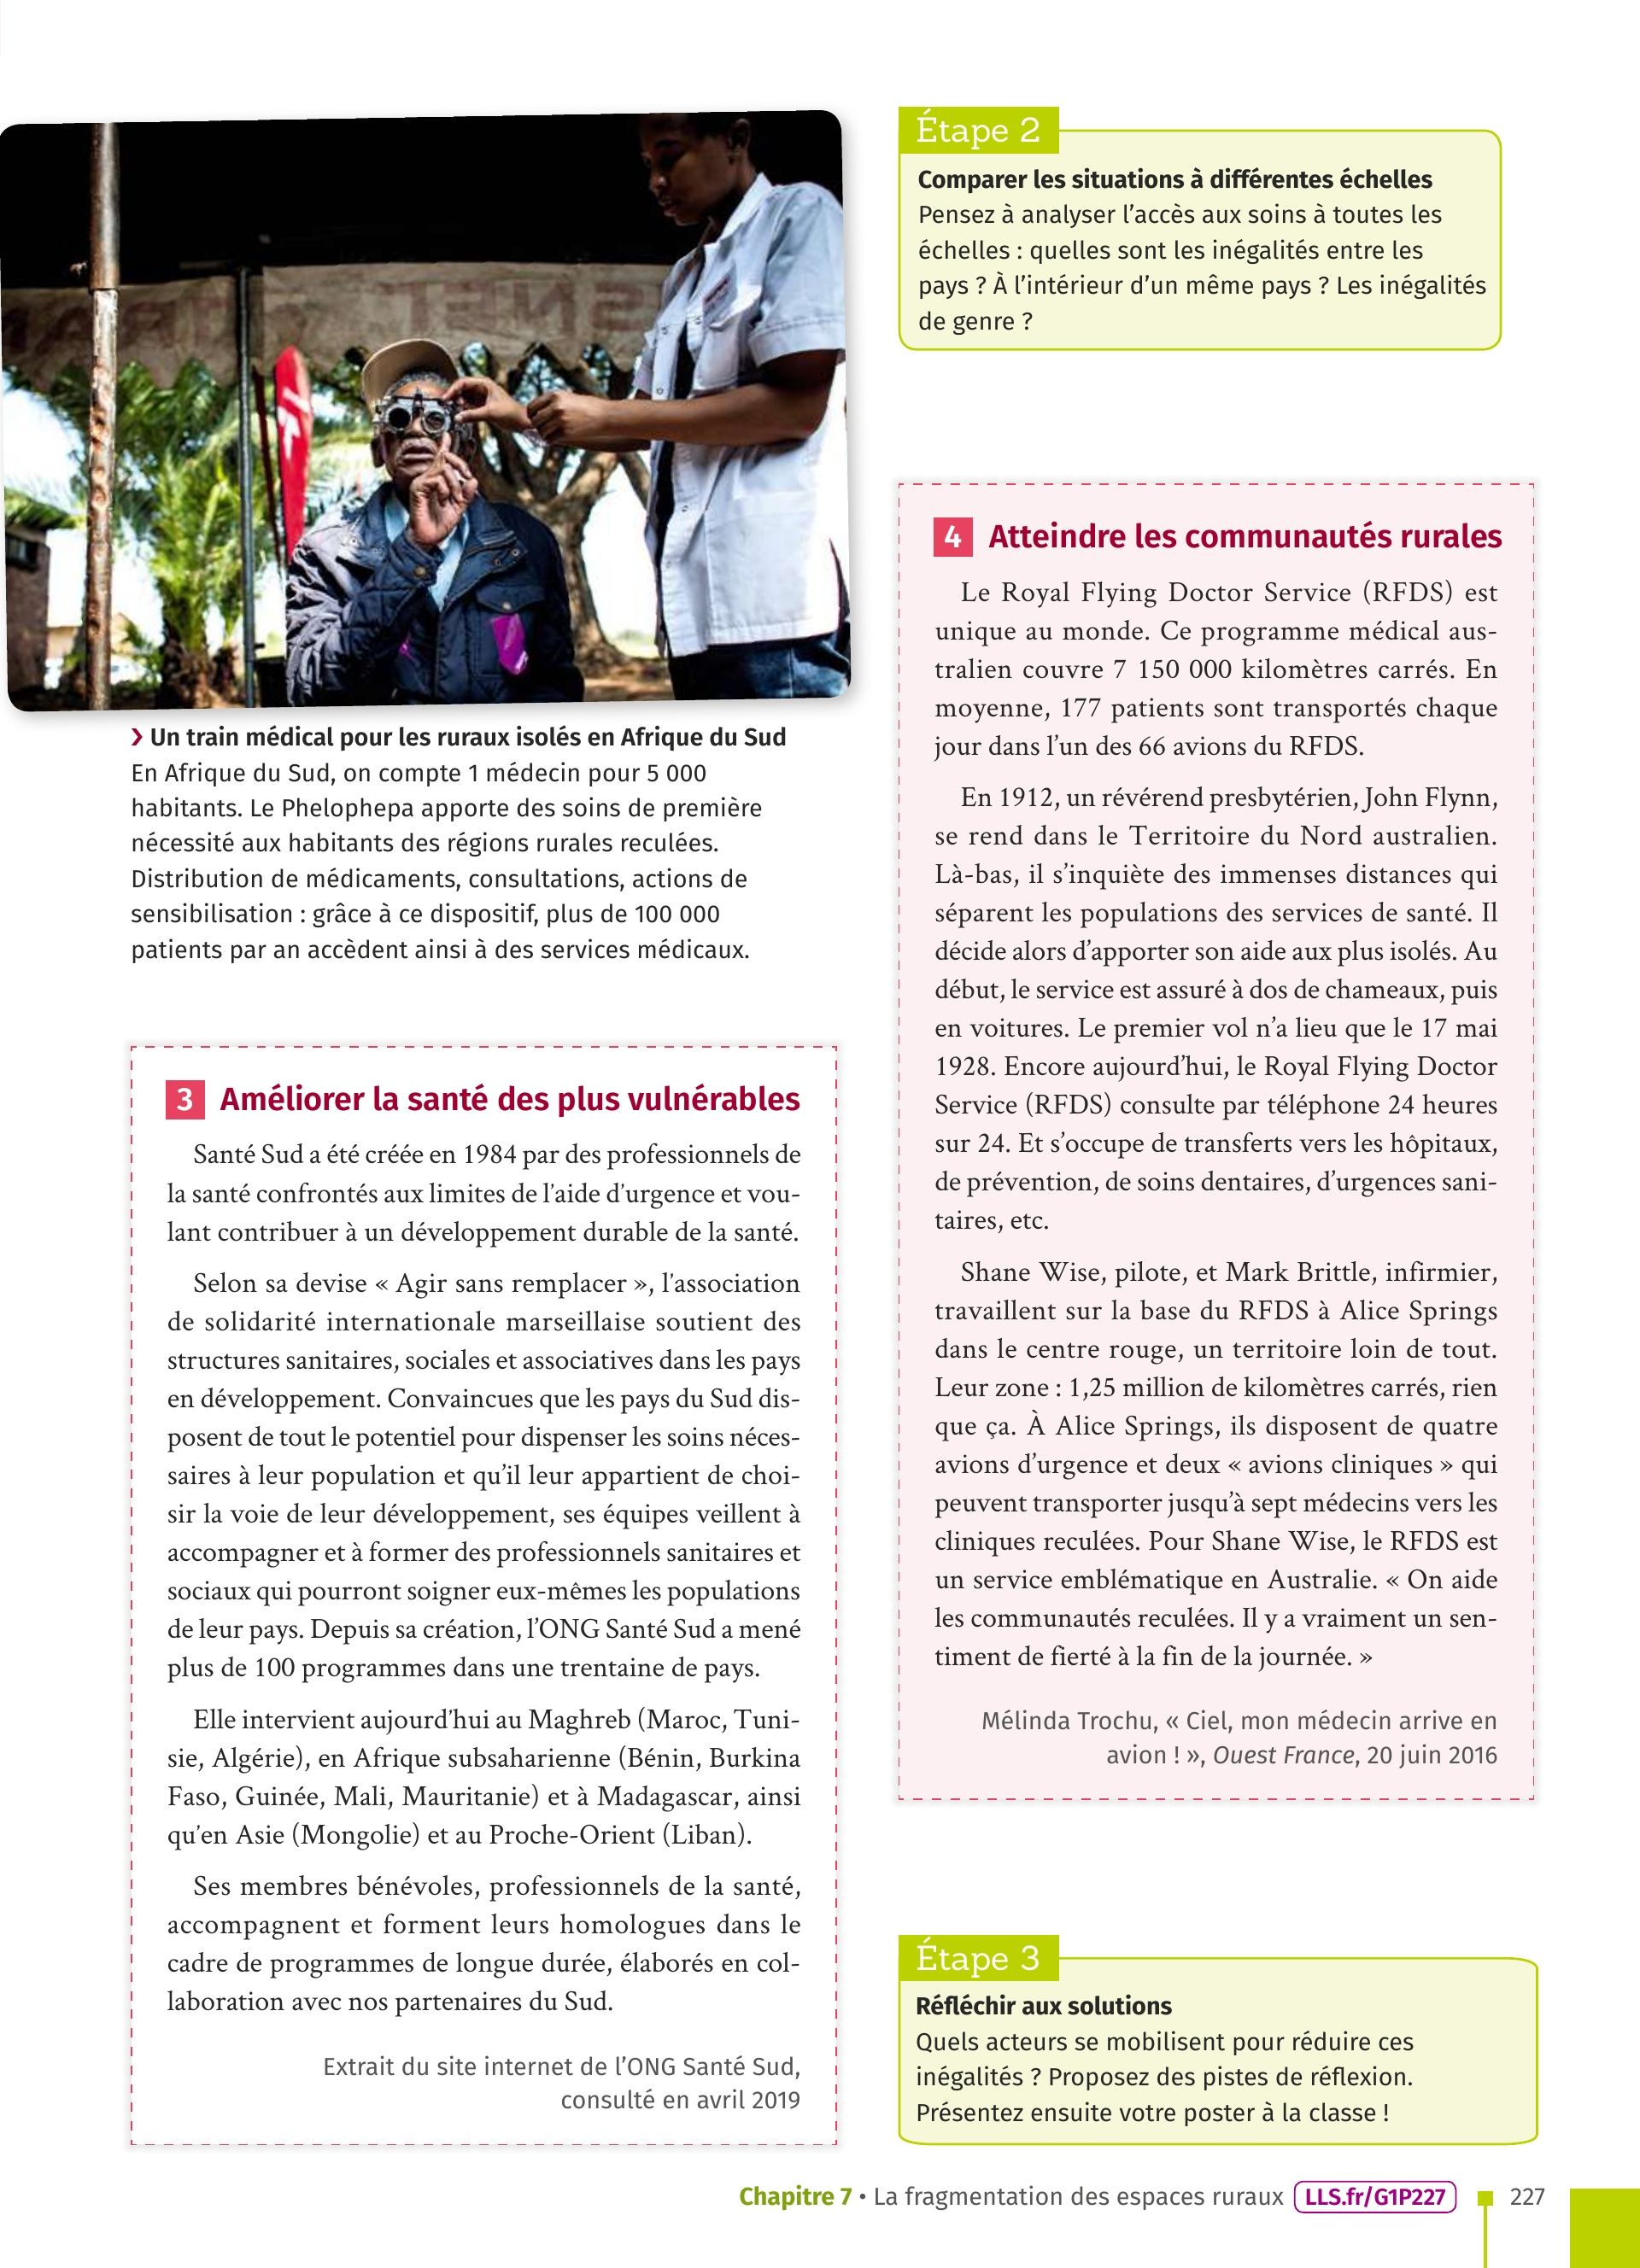 › Un train médical pour les ruraux isolés en Afrique du Sud
En Afrique du Sud, on compte 1 médecin pour 5 000
habitants. Le Phelophepa apporte des soins de première
nécessité aux habitants des régions rurales reculées.
Distribution de médicaments, consultations, actions de
sensibilisation : grâce à ce dispositif, plus de 100 000
patients par an accèdent ainsi à des services médicaux.
3 Améliorer la santé des plus vulnérables
Santé Sud a été créée en 1984 par des professionnels de
la santé confrontés aux limites de l'aide d'urgence et vou-
lant contribuer à un développement durable de la santé.
Selon sa devise « Agir sans remplacer », l'association
de solidarité internationale marseillaise soutient des
structures sanitaires, sociales et associatives dans les pays
en développement. Convaincues que les pays du Sud dis-
posent de tout le potentiel pour dispenser les soins néces-
saires à leur population et qu'il leur appartient de choi-
sir la voie de leur développement, ses équipes veillent à
accompagner et à former des professionnels sanitaires et
sociaux qui pourront soigner eux-mêmes les populations
de leur pays. Depuis sa création, l'ONG Santé Sud a mené
plus de 100 programmes dans une trentaine de pays.
Elle intervient aujourd'hui au Maghreb (Maroc, Tuni-
sie, Algérie), en Afrique subsaharienne (Bénin, Burkina
Faso, Guinée, Mali, Mauritanie) et à Madagascar, ainsi
qu'en Asie (Mongolie) et au Proche-Orient (Liban).
Ses membres bénévoles, professionnels de la santé,
accompagnent et forment leurs homologues dans le
cadre de programmes de longue durée, élaborés en col-
laboration avec nos partenaires du Sud.
Extrait du site internet de l'ONG Santé Sud,
consulté en avril 2019
Étape 2
Comparer les situations à différentes échelles
Pensez à analyser l'accès aux soins à toutes les
échelles : quelles sont les inégalités entre les
pays ? À l'intérieur d'un même pays ? Les inégalités
de genre ?
4 Atteindre les communautés rurales
Le Royal Flying Doctor Service (RFDS) est
unique au monde. Ce programme médical aus-
tralien couvre 7 150 000 kilomètres carrés. En
moyenne, 177 patients sont transportés chaque
jour dans l'un des 66 avions du RFDS.
En 1912, un révérend presbytérien, John Flynn,
se rend dans le Territoire du Nord australien.
Là-bas, il s'inquiète des immenses distances qui
séparent les populations des services de santé. Il
décide alors d'apporter son aide aux plus isolés. Au
début, le service est assuré à dos de chameaux, puis
en voitures. Le premier vol n'a lieu que le 17 mai
1928. Encore aujourd'hui, le Royal Flying Doctor
Service (RFDS) consulte par téléphone 24 heures
sur 24. Et s'occupe de transferts vers les hôpitaux,
de prévention, de soins dentaires, d'urgences sani-
taires, etc.
Shane Wise, pilote, et Mark Brittle, infirmier,
travaillent sur la base du RFDS à Alice Springs
dans le centre rouge, un territoire loin de tout.
Leur zone : 1,25 million de kilomètres carrés, rien
que ça. À Alice Springs, ils disposent de quatre
avions d'urgence et deux « avions cliniques » qui
peuvent transporter jusqu'à sept médecins vers les
cliniques reculées. Pour Shane Wise, le RFDS est
un service emblématique en Australie. « On aide
les communautés reculées. Il y a vraiment un sen-
timent de fierté à la fin de la journée. »
Mélinda Trochu, « Ciel, mon médecin arrive en
avion ! », Ouest France, 20 juin 2016
Étape 3
Réfléchir aux solutions
Quels acteurs se mobilisent pour réduire ces
inégalités ? Proposez des pistes de réflexion.
Présentez ensuite votre poster à la classe !
Chapitre 7 • La fragmentation des espaces ruraux LLS.fr/G1P227 227